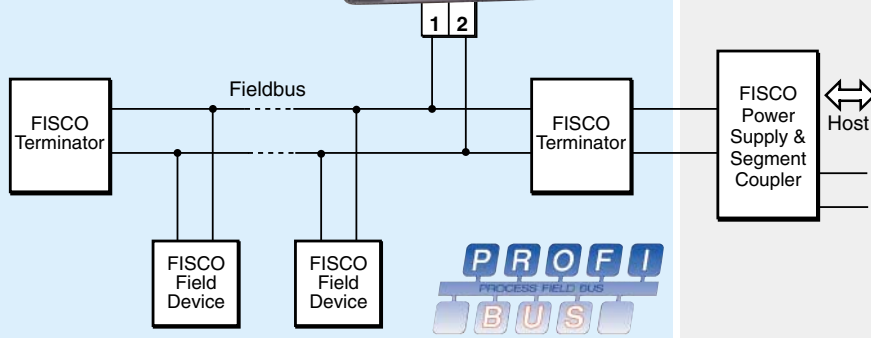 1 2
Fieldbus
FISCO
Terminator
FISCO
Terminator
FISCO
Power
Supply &
Segment
Coupler
Host
FISCO
Field
Device
FISCO
Field
Device
PROFI
PROCESS FIELD BUS
BUS